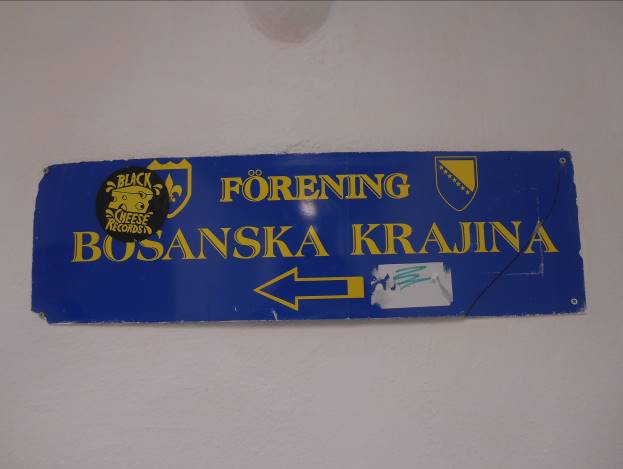 BLACK
CHEESE
RECORDS
FÖRENING
BOSANSKA KRAJINA